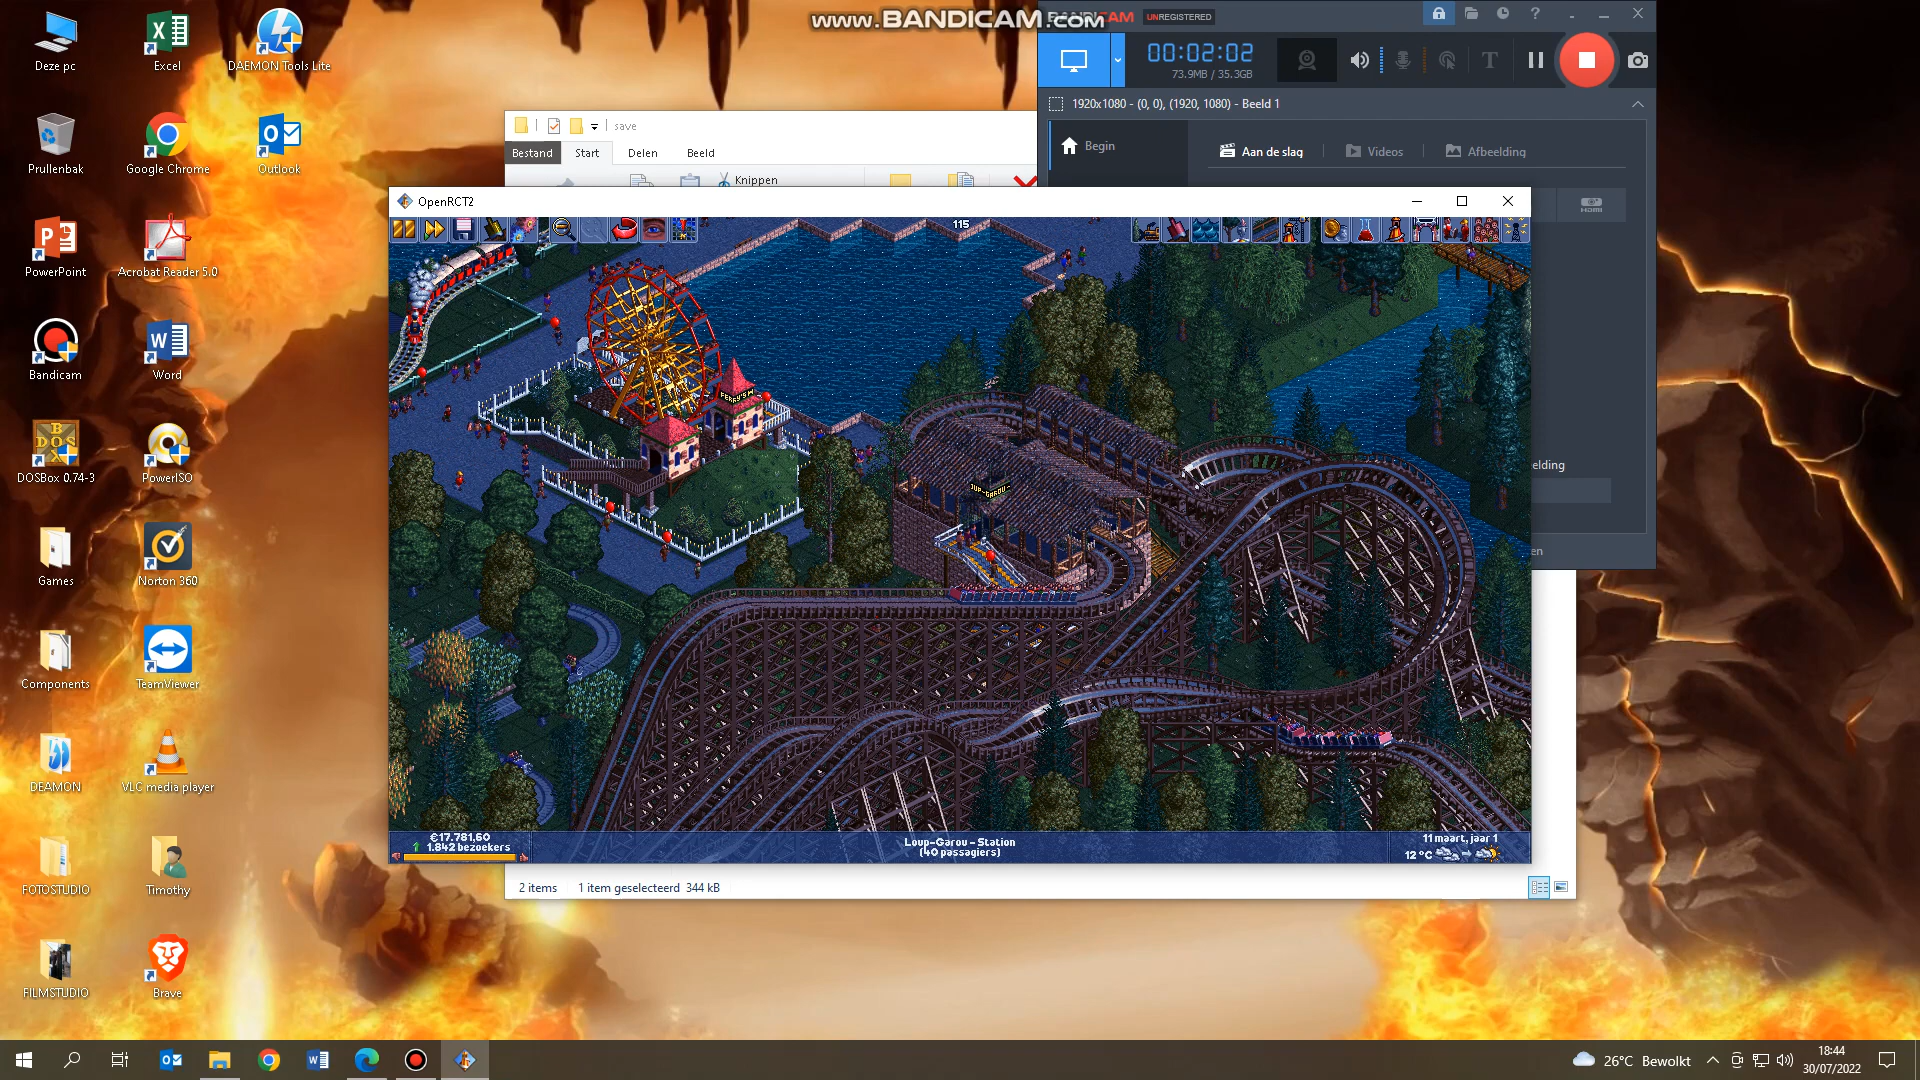 www.BANDICAM.com
BANDICAM UNREGISTERED
Deze pc
Excel
DAEMON Tools Lite
00:02:02
73.9MB / 35.3GB
1920x1080 - (0, 0), (1920, 1080) - Beeld 1
save
Bestand
Start
Delen
Beeld
Knippen
Begin
Aan de slag
Videos
Afbeelding
HDMI
Prullenbak
Google Chrome
Outlook
OpenRCT2
115
PowerPoint
Acrobat Reader 5.0
Bandicam
Word
elding
DOSBox 0.74-3
PowerISO
en
Games
Norton 360
Components
TeamViewer
DEAMON
VLC media player
€17.781,60
1.842 bezoekers
Loup-Garou - Station
(40 passagiers)
11 maart, jaar 1
12 °C
2 items
1 item geselecteerd 344 kB
FOTOSTUDIO
Timothy
FILMSTUDIO
Brave
26°C Bewolkt
18:44
30/07/2022